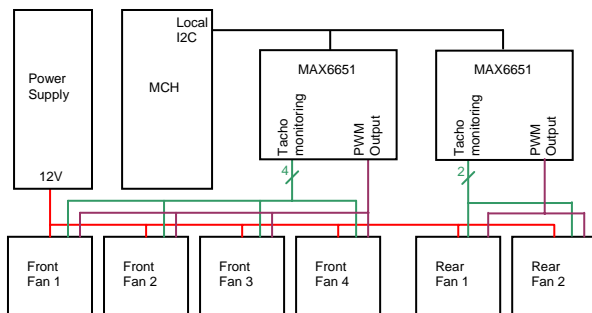 Local
I2C
Power
Supply
MCH
12V
MAX6651
Tacho
monitoring
PWM
Output
4
MAX6651
Tacho
monitoring
PWM
Output
2
Front
Fan 1
Front
Fan 2
Front
Fan 3
Front
Fan 4
Rear
Fan 1
Rear
Fan 2